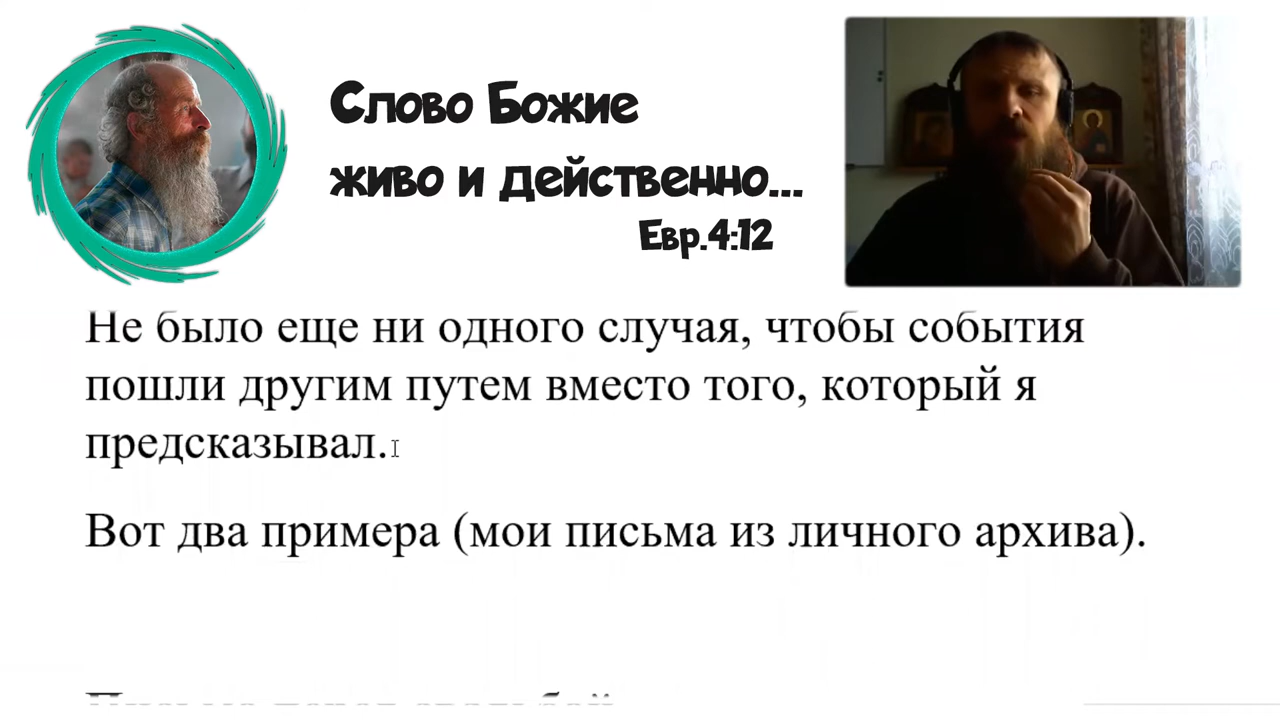 Слово Божие
живо и действенно...
Евр.4:12
Не было еще ни одного случая, чтобы события
пошли другим путем вместо того, который я
предсказывал.
Вот два примера (мои письма из личного архива).